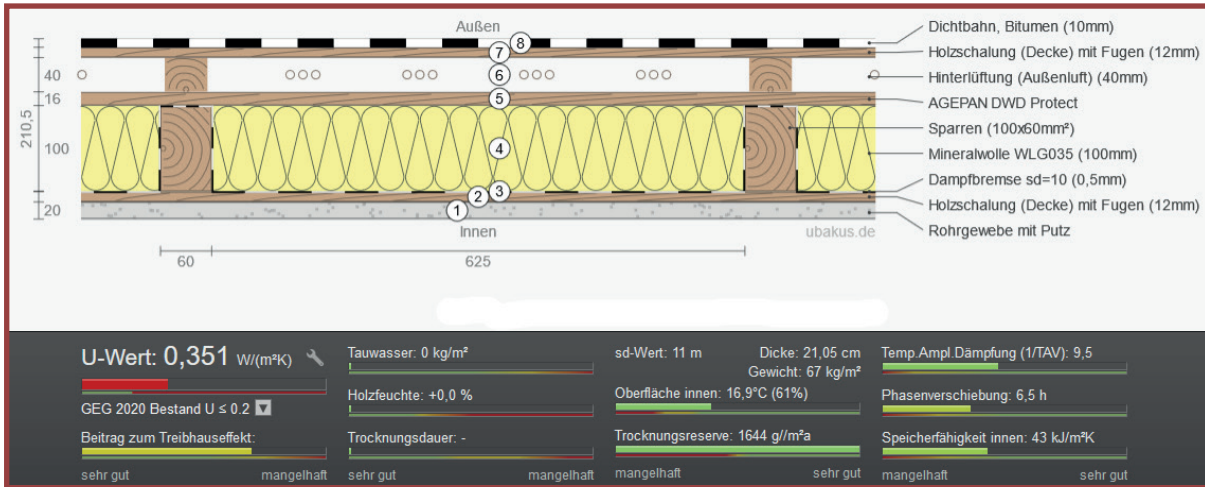 Außen
8
7
6
5
4
3
2
1
Innen
ubakus.de
40
16
100
20
210,5
60
625
Dichtbahn, Bitumen (10mm)
Holzschalung (Decke) mit Fugen (12mm)
Hinterlüftung (Außenluft) (40mm)
AGEPAN DWD Protect
Sparren (100x60mm²)
Mineralwolle WLG035 (100mm)
Dampfbremse sd=10 (0,5mm)
Holzschalung (Decke) mit Fugen (12mm)
Rohrgewebe mit Putz
U-Wert: 0,351 W/(m²K)
GEG 2020 Bestand U ≤ 0.2
Beitrag zum Treibhauseffekt:
sehr gut mangelhaft
Tauwasser: 0 kg/m²
Holzfeuchte: +0,0 %
Trocknungsdauer: -
sehr gut mangelhaft
sd-Wert: 11 m Dicke: 21,05 cm
Gewicht: 67 kg/m²
Oberfläche innen: 16,9°C (61%)
Trocknungsreserve: 1644 g//m²a
mangelhaft sehr gut
Temp.Ampl.Dämpfung (1/TAV): 9,5
Phasenverschiebung: 6,5 h
Speicherfähigkeit innen: 43 kJ/m²K
mangelhaft sehr gut